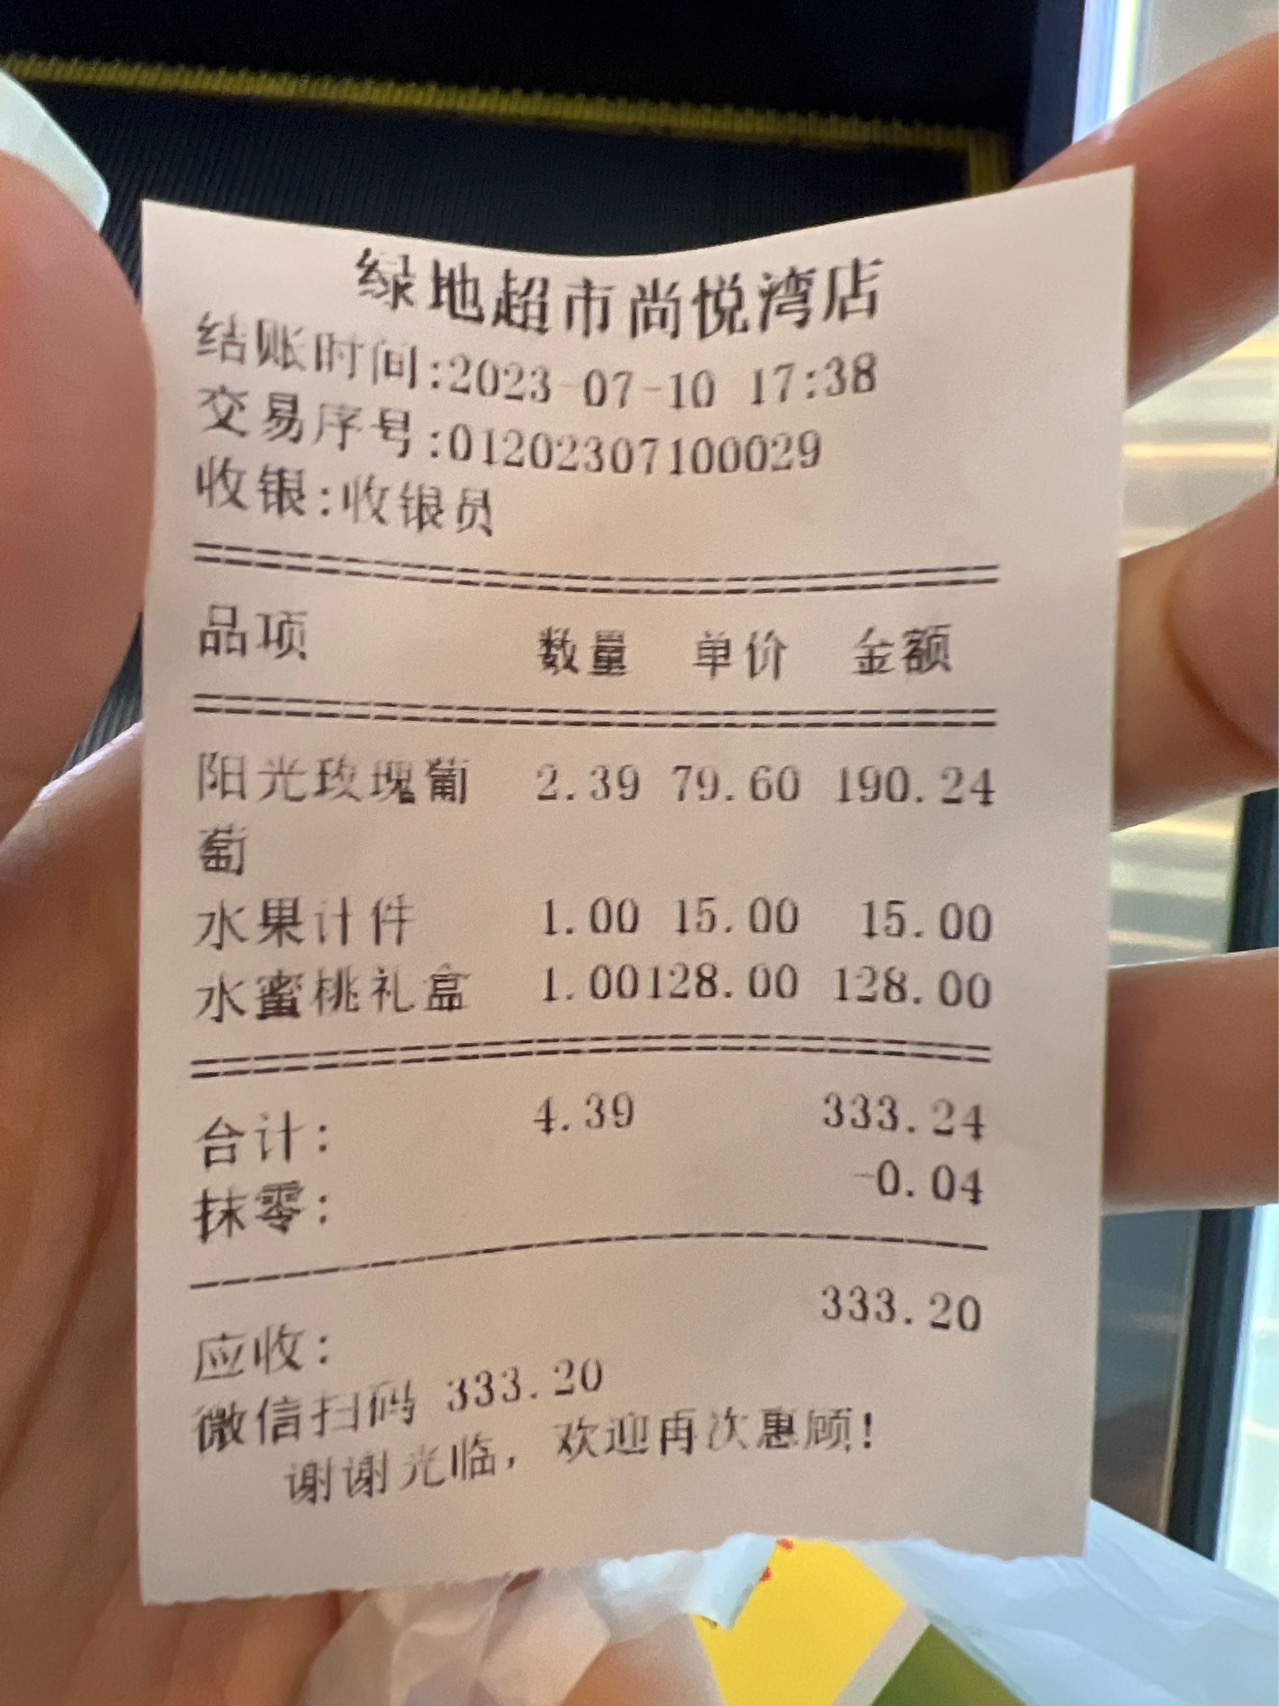 绿地超市尚悦湾店
结账时间:2023-07-10 17:38
交易序号:01202307100029
收银:收银员
品项 数量 单价 金额
阳光玫瑰葡 2.39 79.60 190.24
萄
水果计件 1.00 15.00 15.00
水蜜桃礼盒 1.00128.00 128.00
合计: 4.39 333.24
抹零: -0.04
应收: 333.20
微信扫码 333.20
谢谢光临，欢迎再次惠顾!